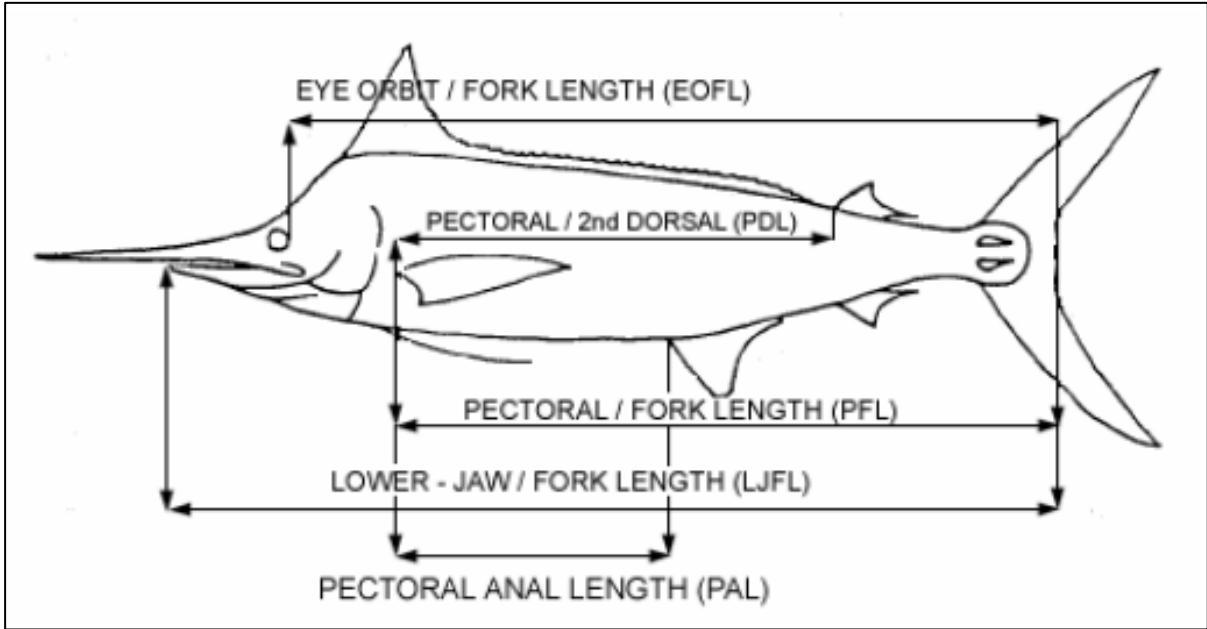 EYE ORBIT / FORK LENGTH (EOFL)
PECTORAL / 2nd DORSAL (PDL)
PECTORAL / FORK LENGTH (PFL)
LOWER - JAW / FORK LENGTH (LJFL)
PECTORAL ANAL LENGTH (PAL)